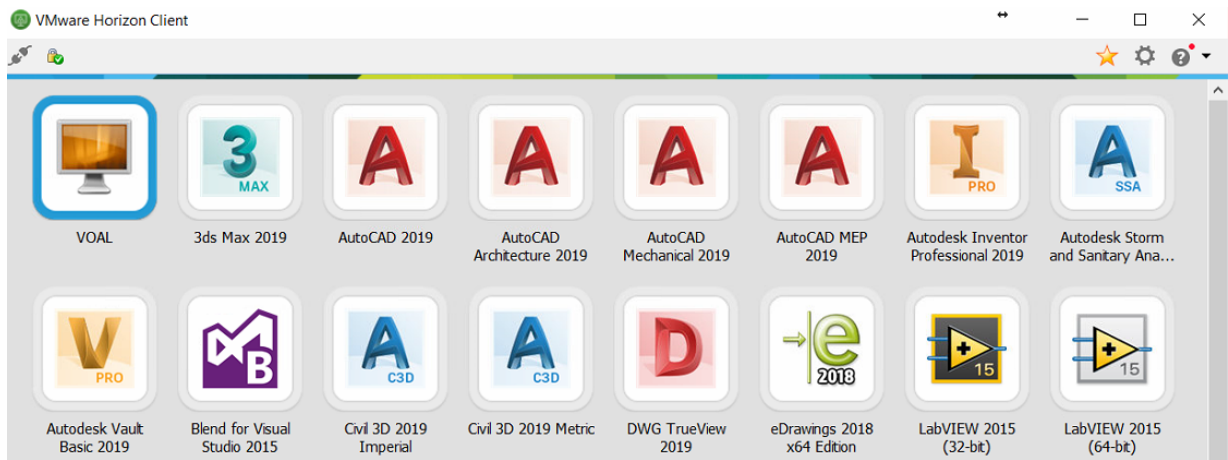 VMware Horizon Client
3 MAX
PRO
SSA
VOAL
3ds Max 2019
AutoCAD 2019
AutoCAD
Architecture 2019
AutoCAD
Mechanical 2019
AutoCAD MEP
2019
Autodesk Inventor
Professional 2019
Autodesk Storm
and Sanitary Ana...
PRO
B
C3D
C3D
D
e
2018
15
15
Autodesk Vault
Basic 2019
Blend for Visual
Studio 2015
Civil 3D 2019
Imperial
Civil 3D 2019 Metric
DWG TrueView
2019
eDrawings 2018
x64 Edition
LabVIEW 2015
(32-bit)
LabVIEW 2015
(64-bit)